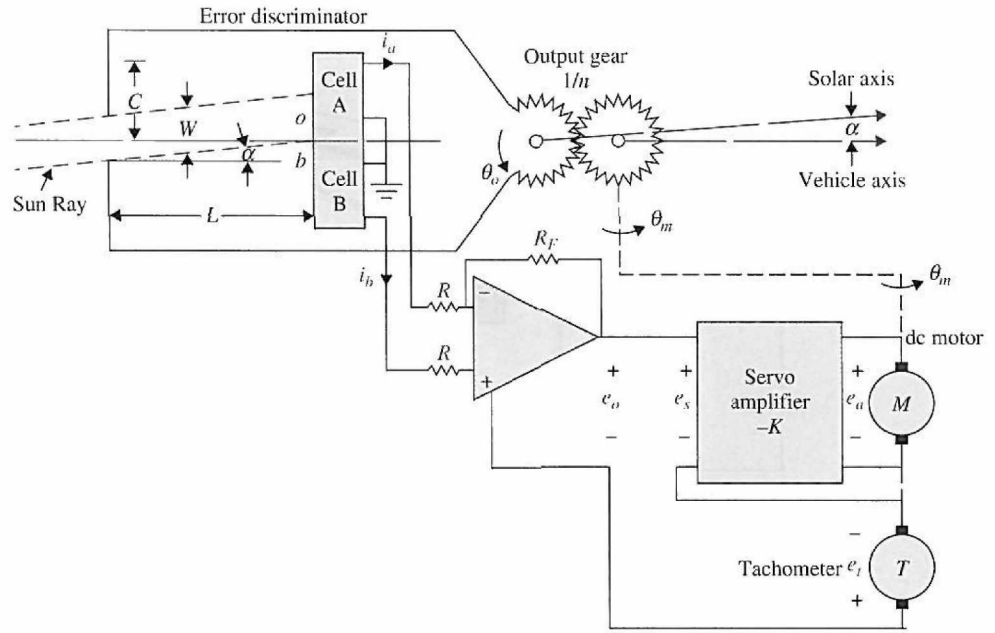 Error discriminator
i_a
Output gear
1/n
Solar axis
C
W
α
Cell
A
o
b
Cell
B
θ_o
α
Vehicle axis
Sun Ray
L
θ_m
i_b
R_F
R
−
R
+
θ_m
dc motor
+
e_o
−
+
e_s
−
Servo
amplifier
−K
+
e_a
−
M
−
Tachometer e_t
+
T